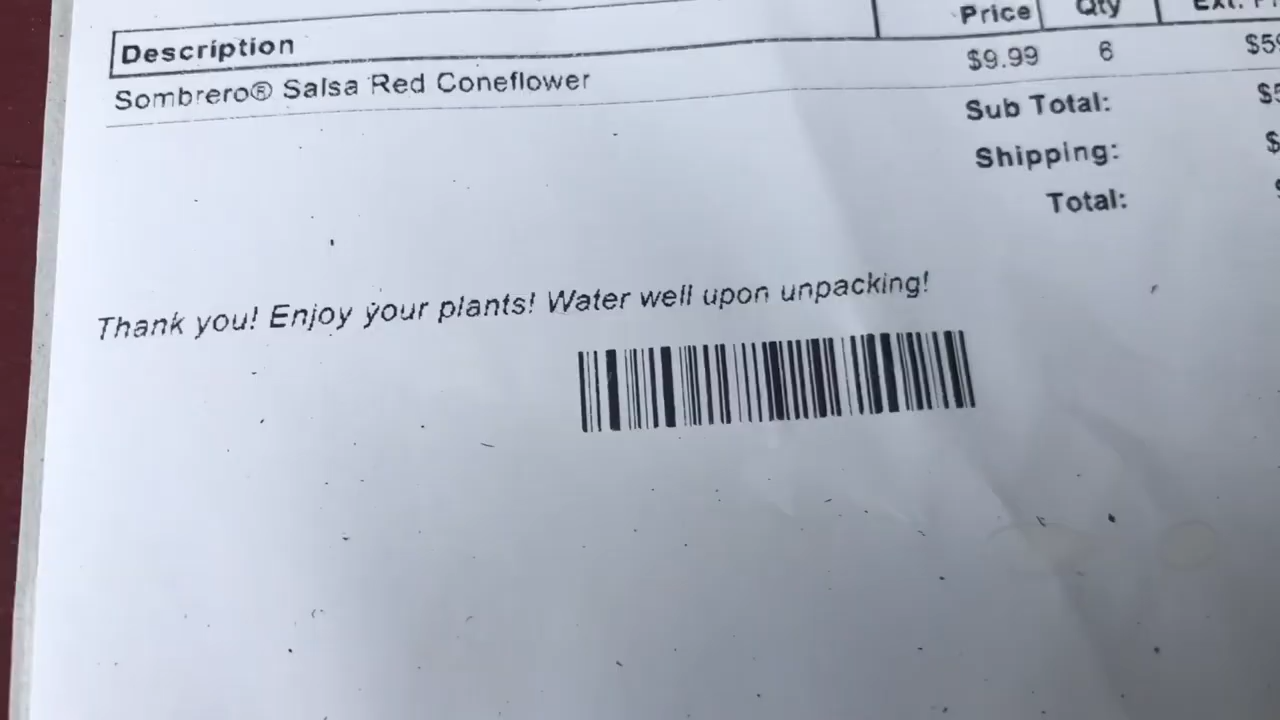 Description Price Qty
Sombrero® Salsa Red Coneflower $9.99 6
Sub Total:
Shipping:
Total:
Thank you! Enjoy your plants! Water well upon unpacking!